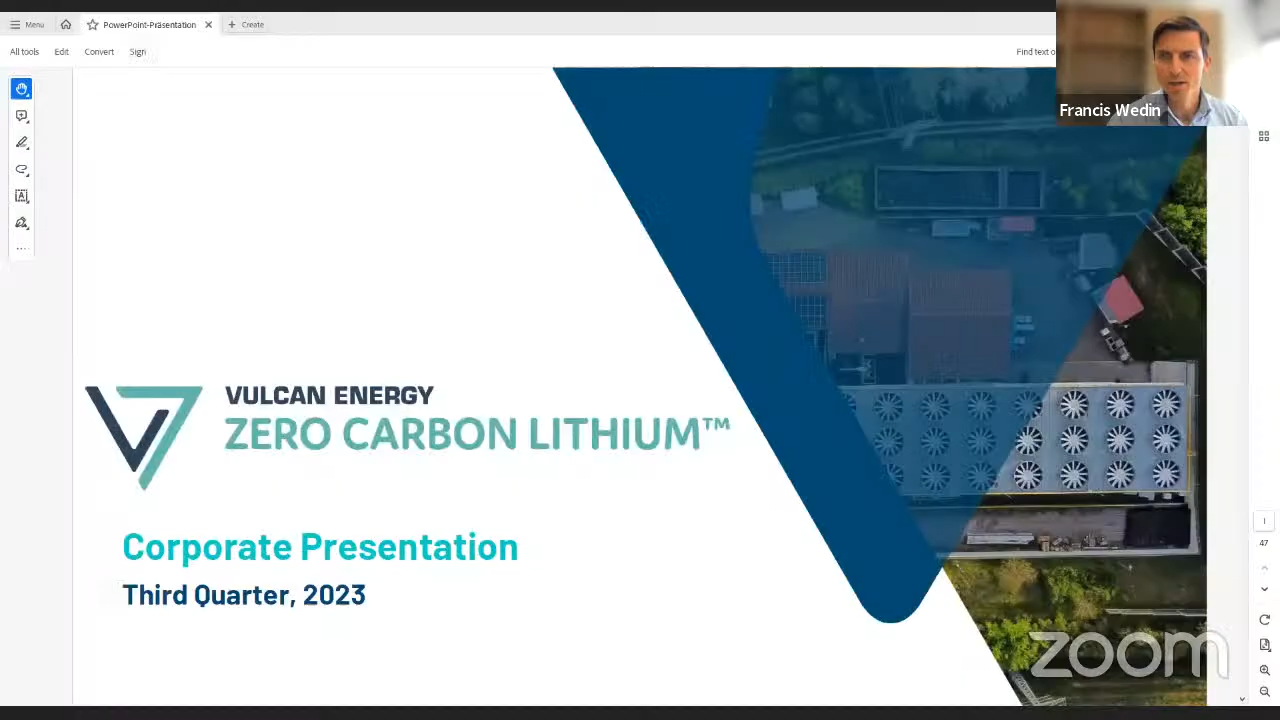 Menu
PowerPoint-Präsentation
Create
All tools
Edit
Convert
Sign
Find text o
Francis Wedin
VULCAN ENERGY
ZERO CARBON LITHIUM™
Corporate Presentation
Third Quarter, 2023
1
47
zoom